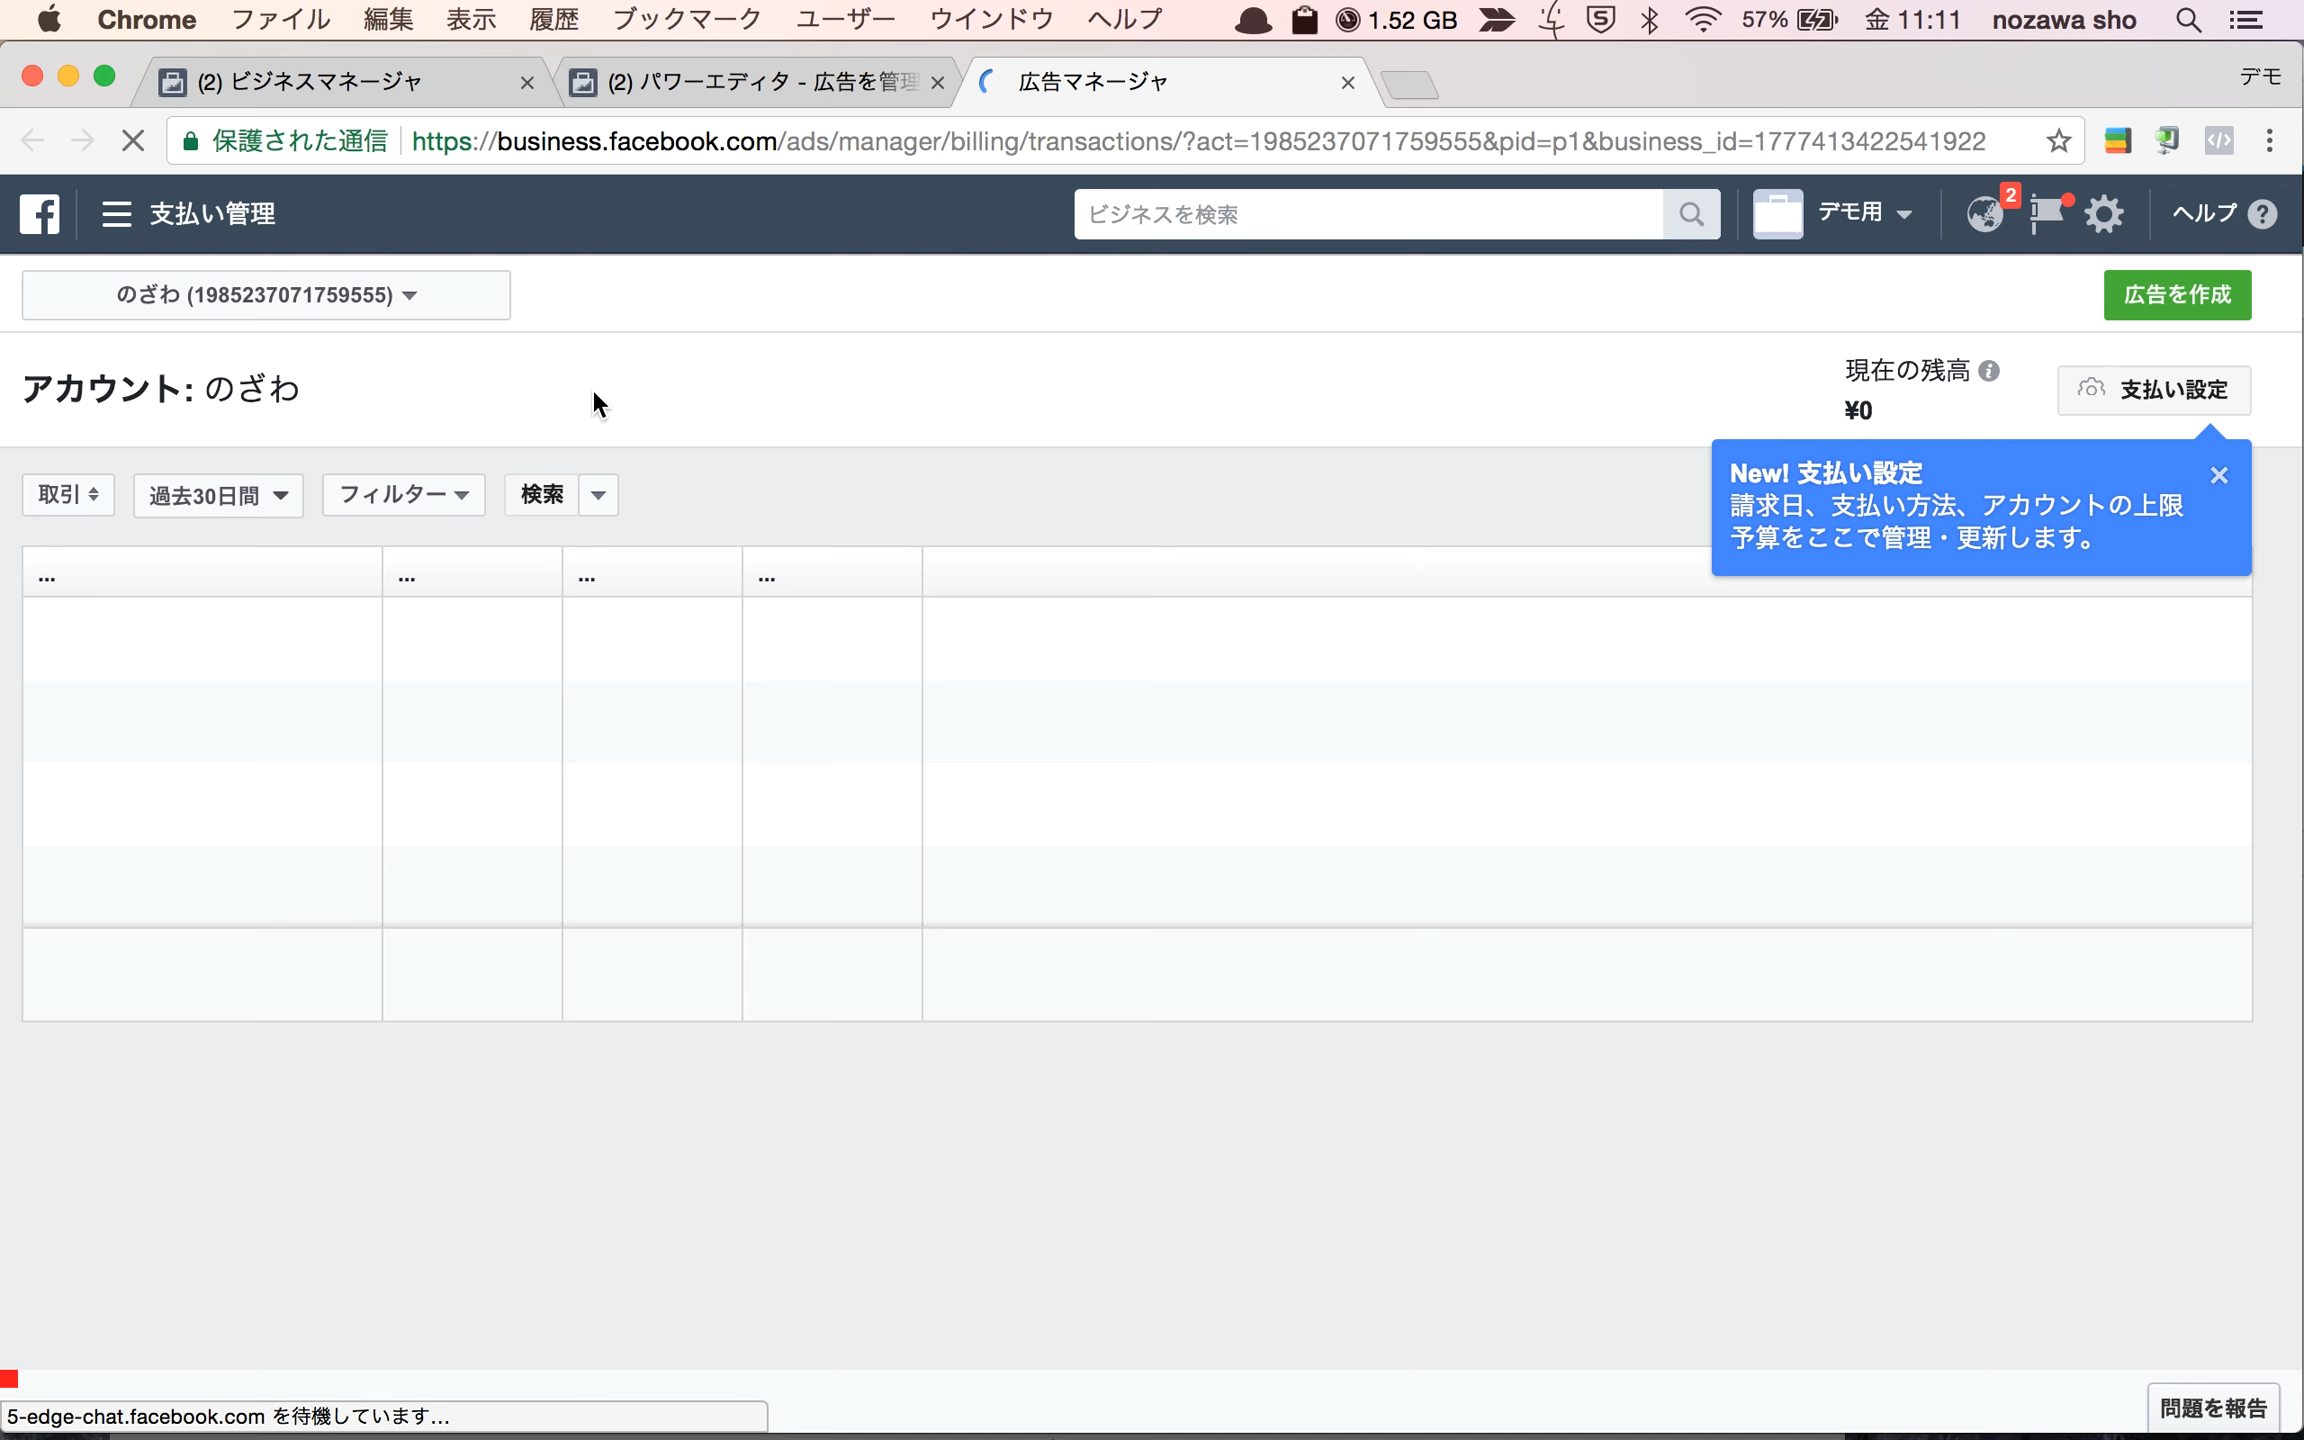 Chrome ファイル 編集 表示 履歴 ブックマーク ユーザー ウインドウ ヘルプ 1.52 GB 57% 金 11:11 nozawa sho
(2) ビジネスマネージャ (2) パワーエディタ - 広告を管理 広告マネージャ デモ
保護された通信 https://business.facebook.com/ads/manager/billing/transactions/?act=1985237071759555&pid=p1&business_id=1777413422541922
支払い管理 ビジネスを検索 デモ用 2 ヘルプ
のざわ (1985237071759555) 広告を作成
アカウント: のざわ
現在の残高
¥0
支払い設定
取引 過去30日間 フィルター 検索
New! 支払い設定
請求日、支払い方法、アカウントの上限
予算をここで管理・更新します。
... ... ... ...
5-edge-chat.facebook.com を待機しています...
問題を報告